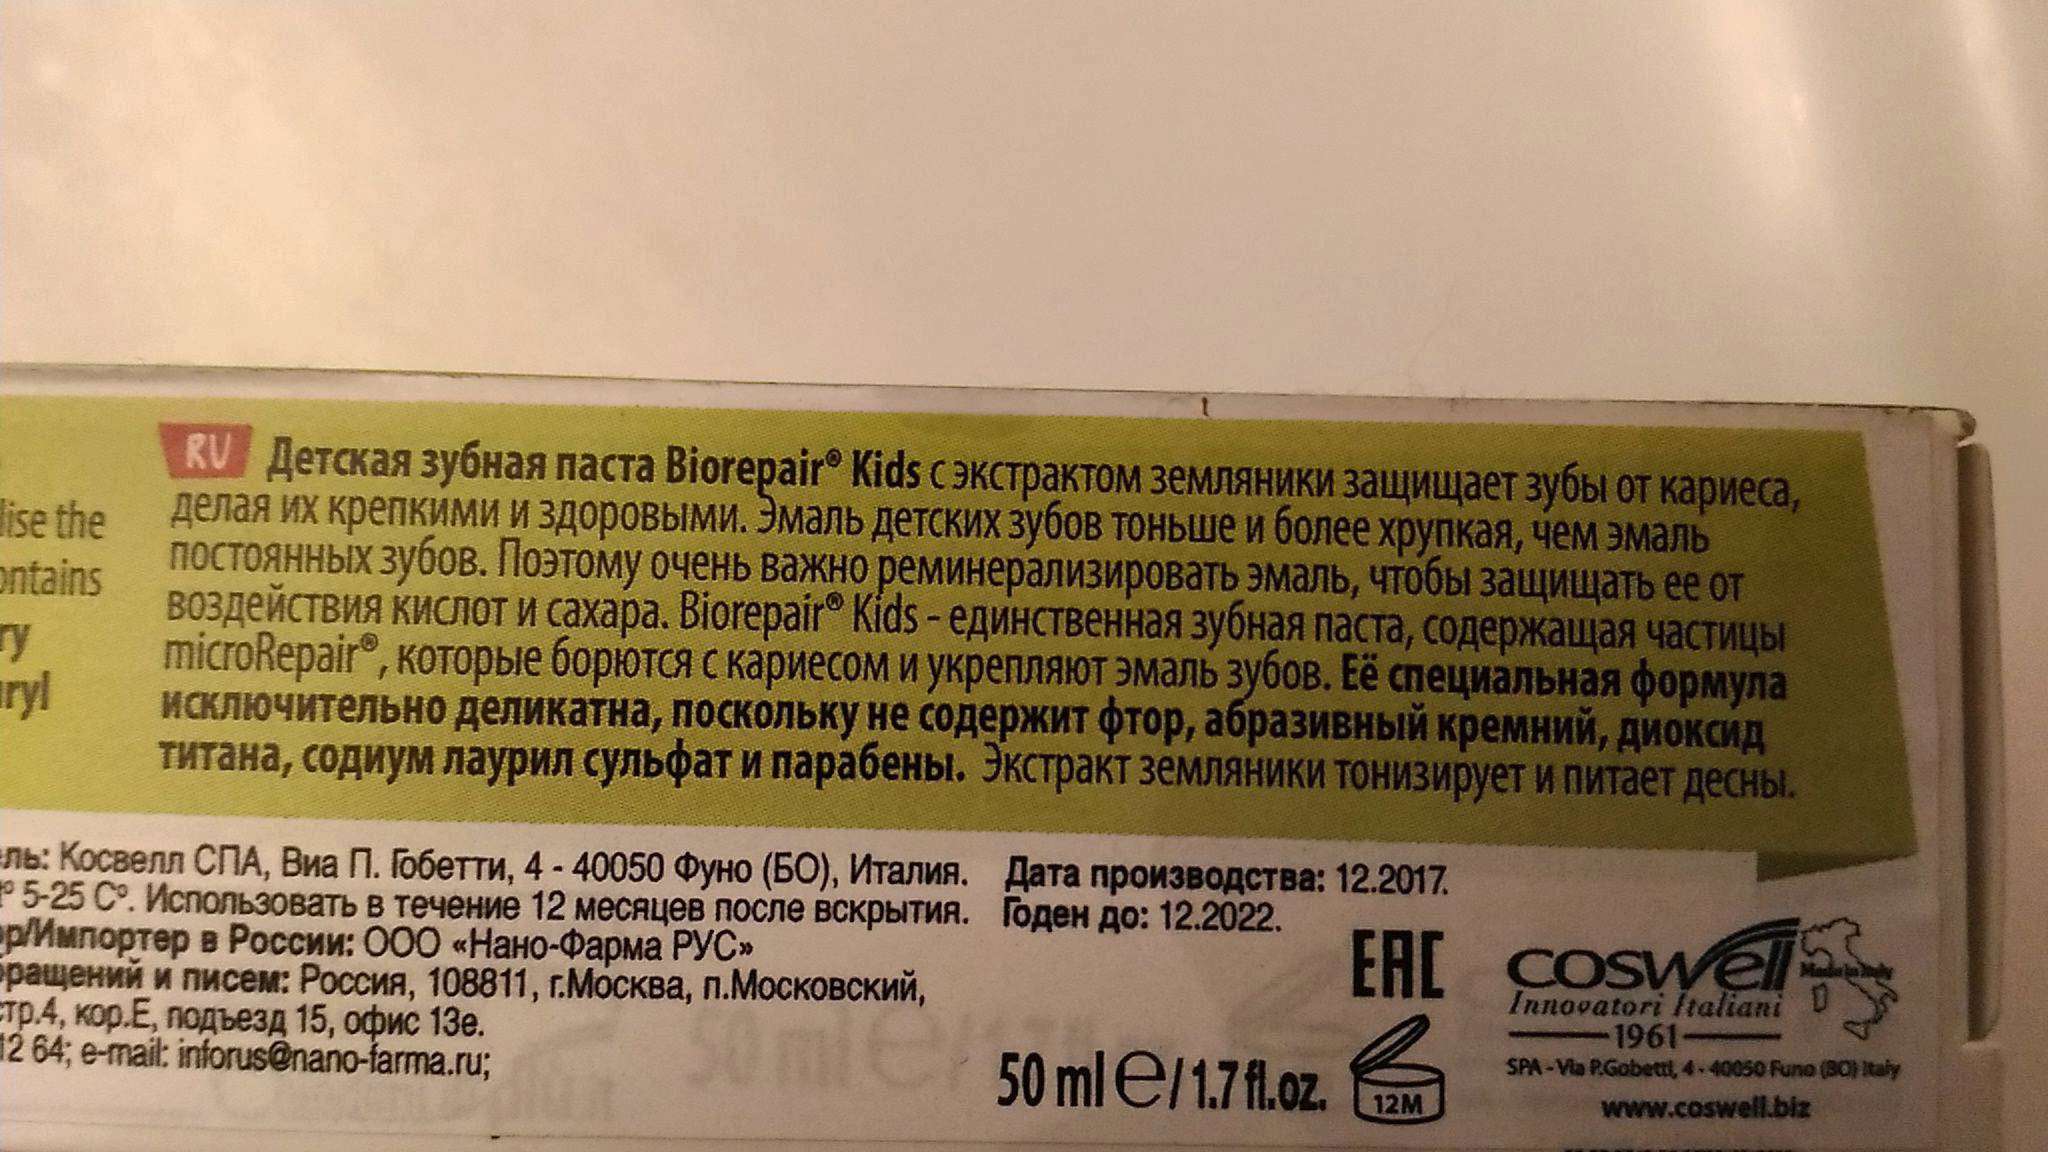 RU Детская зубная паста Biorepair® Kids с экстрактом земляники защищает зубы от кариеса,
делая их крепкими и здоровыми. Эмаль детских зубов тоньше и более хрупкая, чем эмаль
постоянных зубов. Поэтому очень важно реминерализировать эмаль, чтобы защищать ее от
воздействия кислот и сахара. Biorepair® Kids - единственная зубная паста, содержащая частицы
microRepair®, которые борются с кариесом и укрепляют эмаль зубов. Её специальная формула
исключительно деликатна, поскольку не содержит фтор, абразивный кремний, диоксид
титана, содиум лаурил сульфат и парабены. Экстракт земляники тонизирует и питает десны.
lise the
ontains
ry
ryl
ль: Косвелл СПА, Виа П. Гобетти, 4 - 40050 Фуно (БО), Италия.
5-25 С°. Использовать в течение 12 месяцев после вскрытия.
ор/Импортер в России: ООО «Нано-Фарма РУС»
ращений и писем: Россия, 108811, г.Москва, п.Московский,
стр.4, кор.Е, подъезд 15, офис 13е.
12 64; e-mail: inforus@nano-farma.ru;
Дата производства: 12.2017.
Годен до: 12.2022.
EAC
50 ml e/1.7 fl.oz.
12M
coswell
Made in Italy
Innovatori Italiani
1961
SPA - Via P.Gobetti, 4 - 40050 Funo (BO) Italy
www.coswell.biz